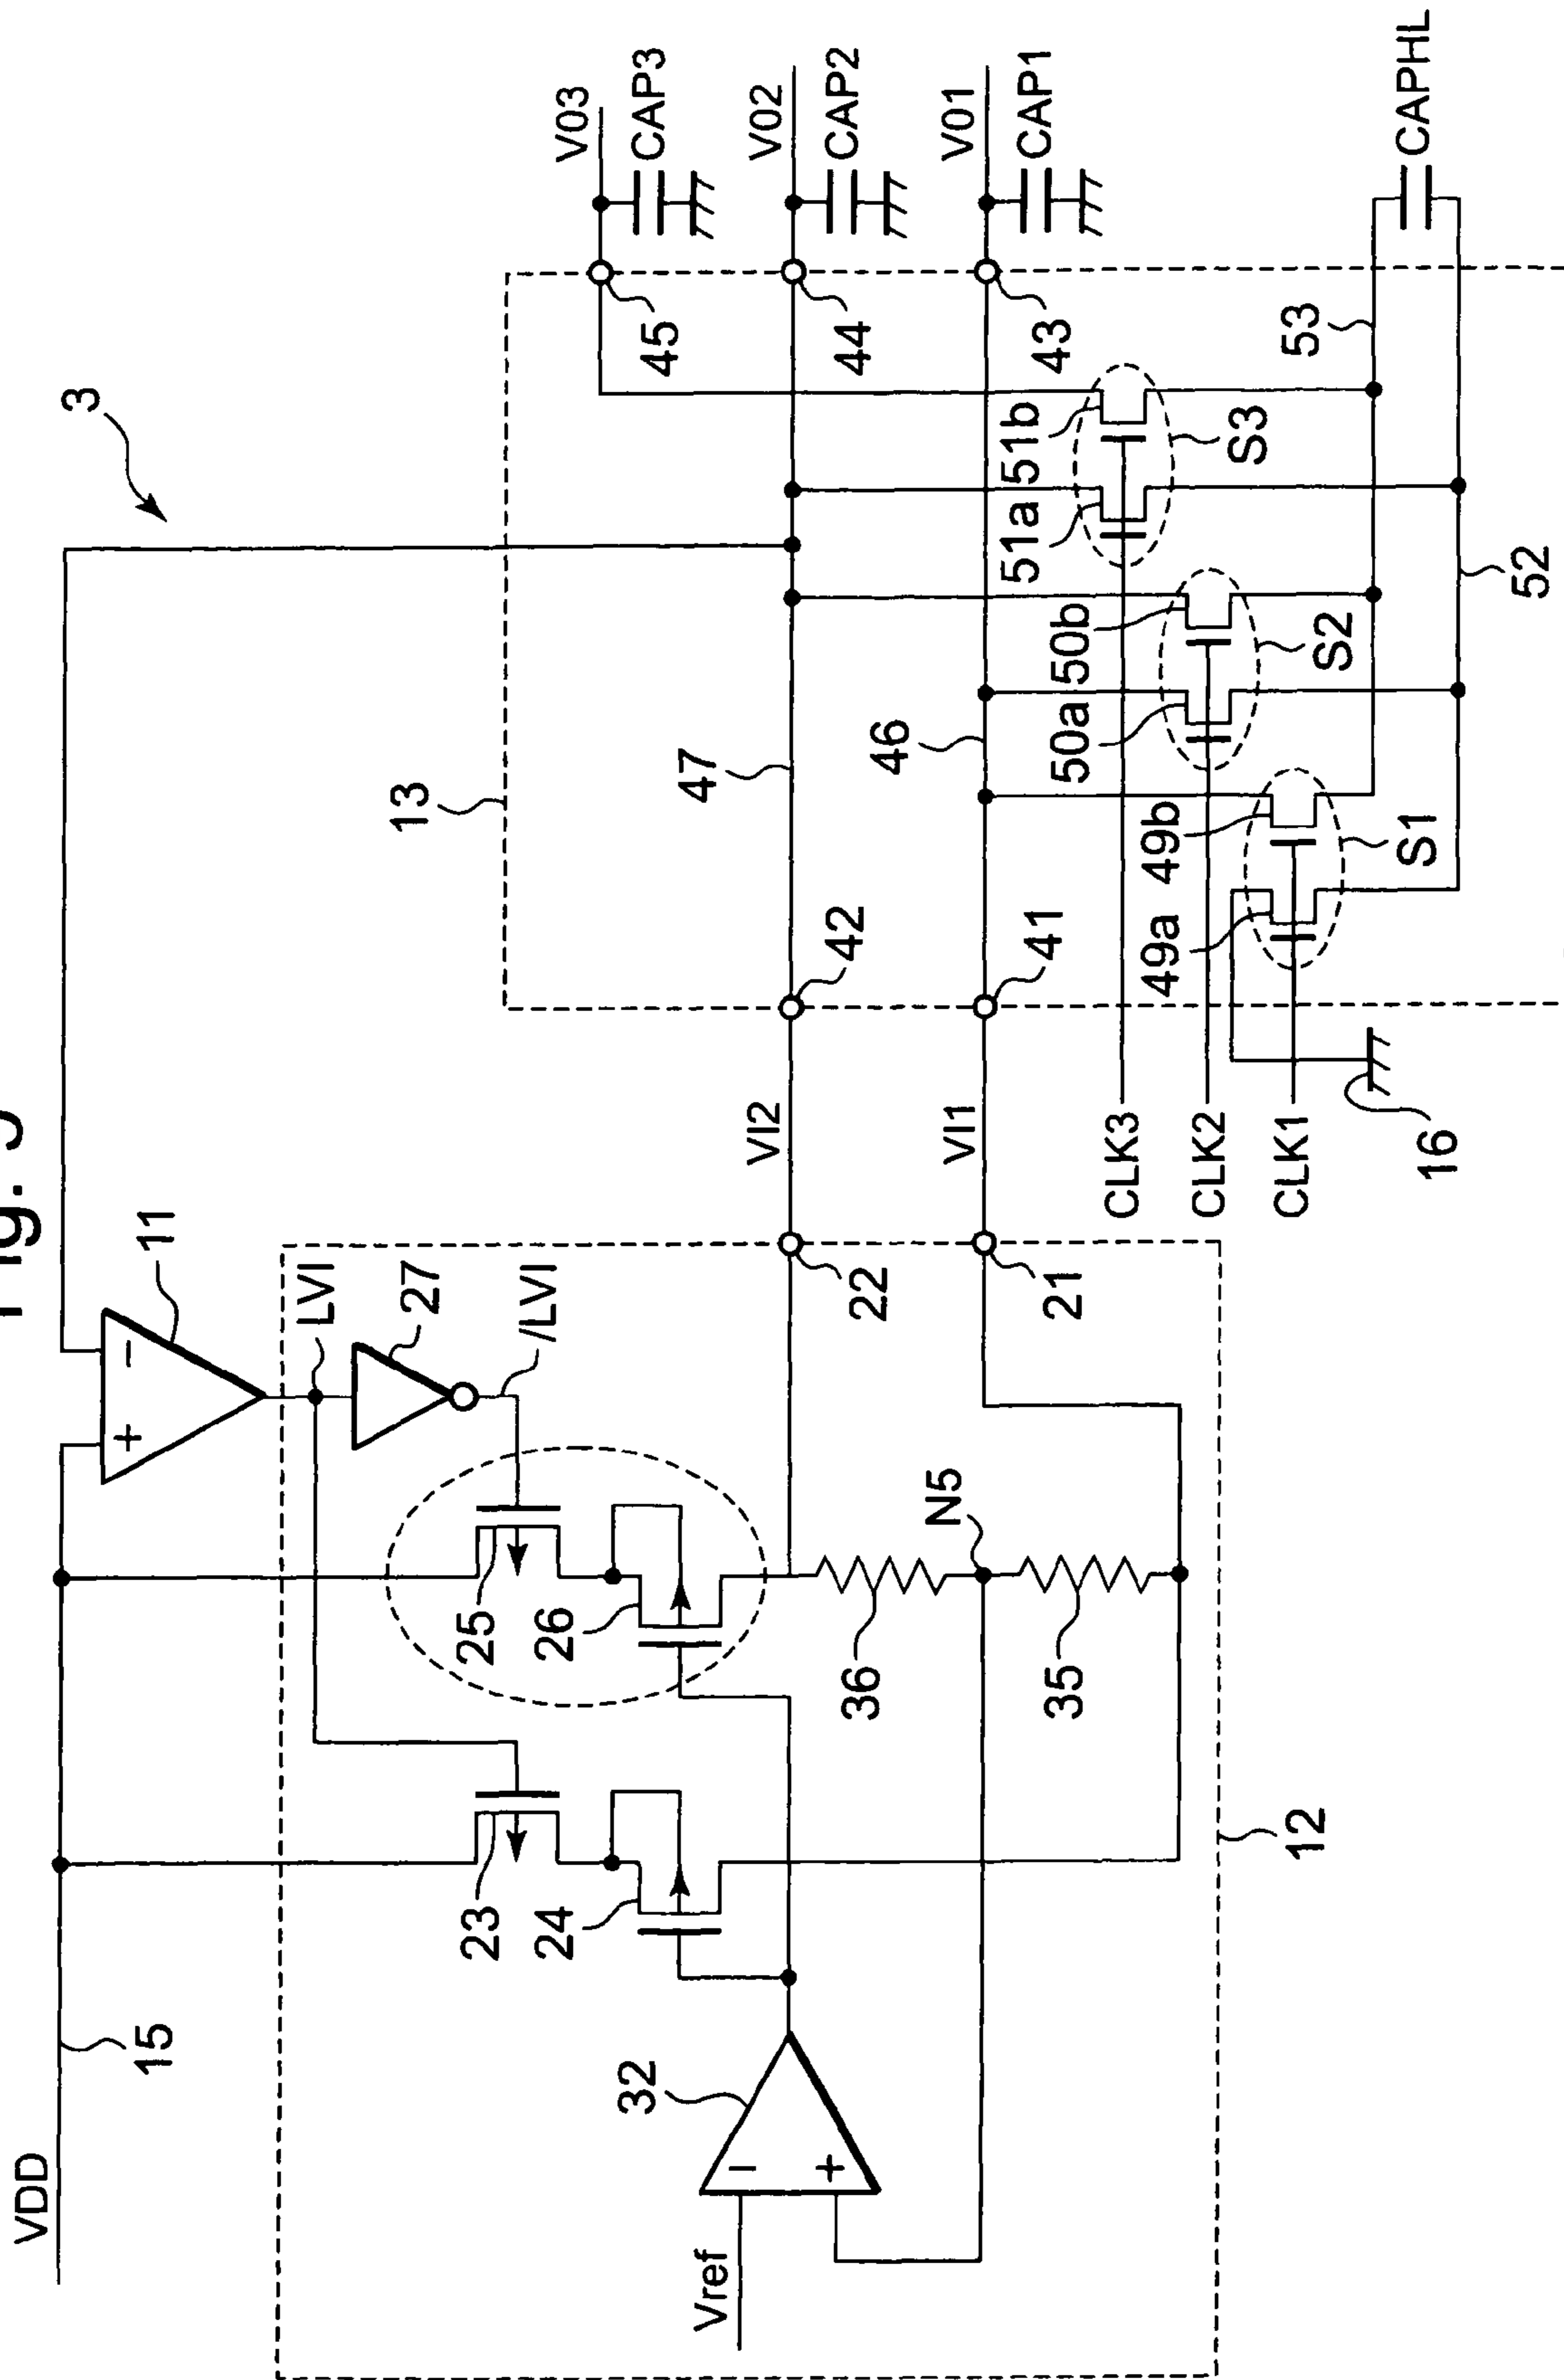 Fig. 5
3
VDD
15
11
+
−
LVI
27
/LVI
25
26
23
24
32
−
+
Vref
36
35
N5
12
22
21
VI2
VI1
13
42
41
47
46
45
44
43
V03
CAP3
V02
CAP2
V01
CAP1
CLK3
CLK2
CLK1
16
49a
49b
S1
50a
50b
S2
51a
51b
S3
53
52
CAPHL